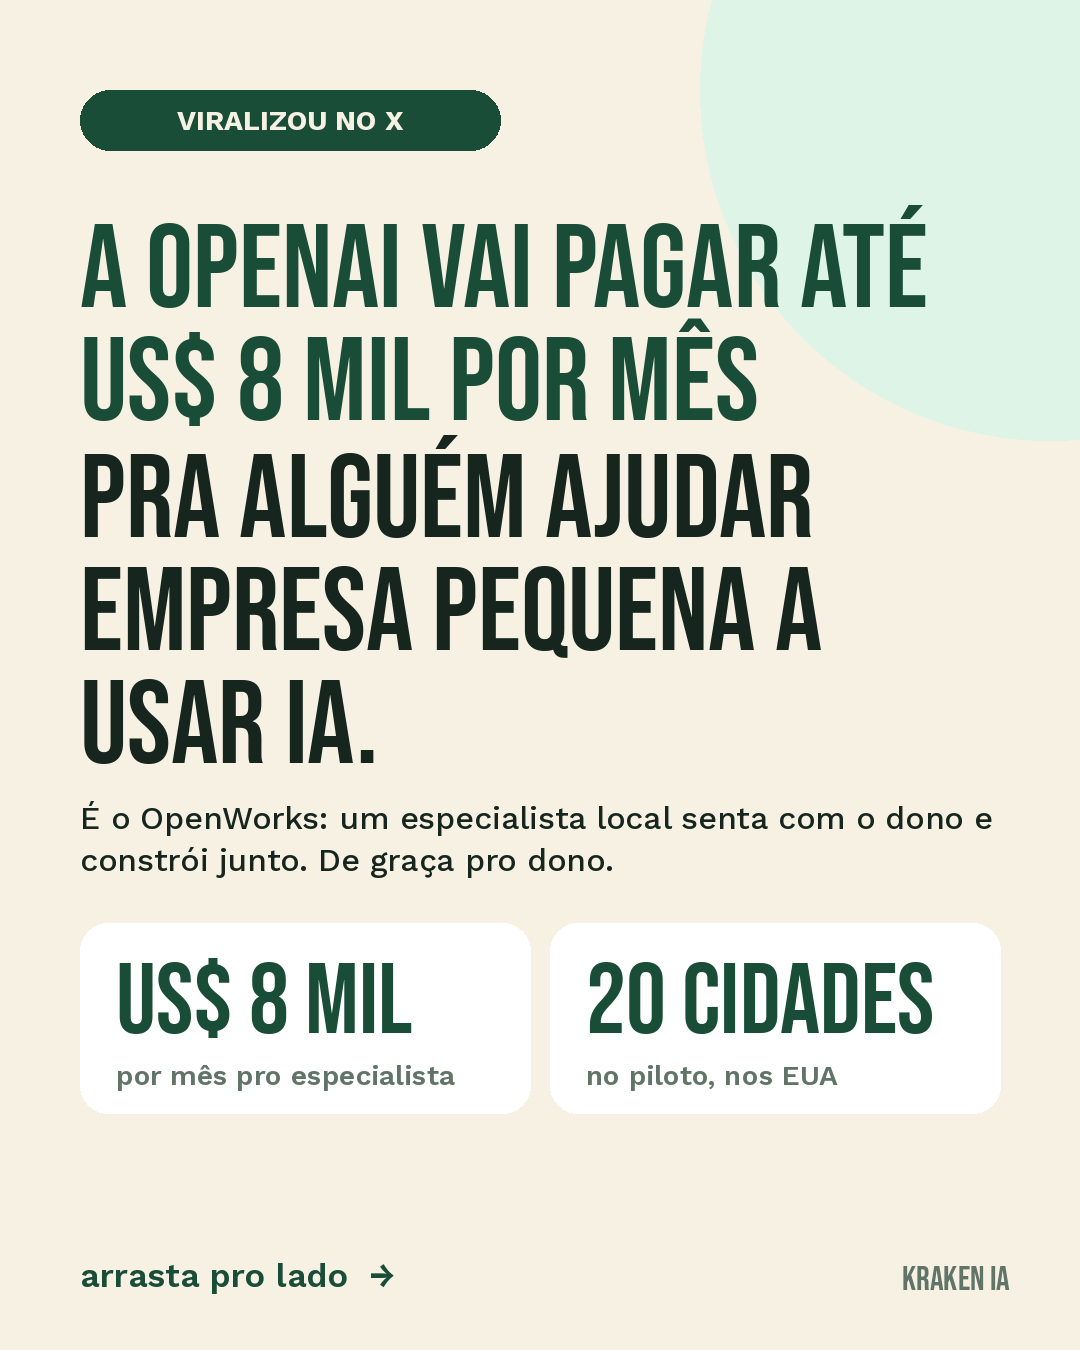 VIRALIZOU NO X
A OPENAI VAI PAGAR ATÉ
US$ 8 MIL POR MÊS
PRA ALGUÉM AJUDAR
EMPRESA PEQUENA A
USAR IA.
É o OpenWorks: um especialista local senta com o dono e
constrói junto. De graça pro dono.
US$ 8 MIL
por mês pro especialista
20 CIDADES
no piloto, nos EUA
arrasta pro lado →
KRAKEN IA